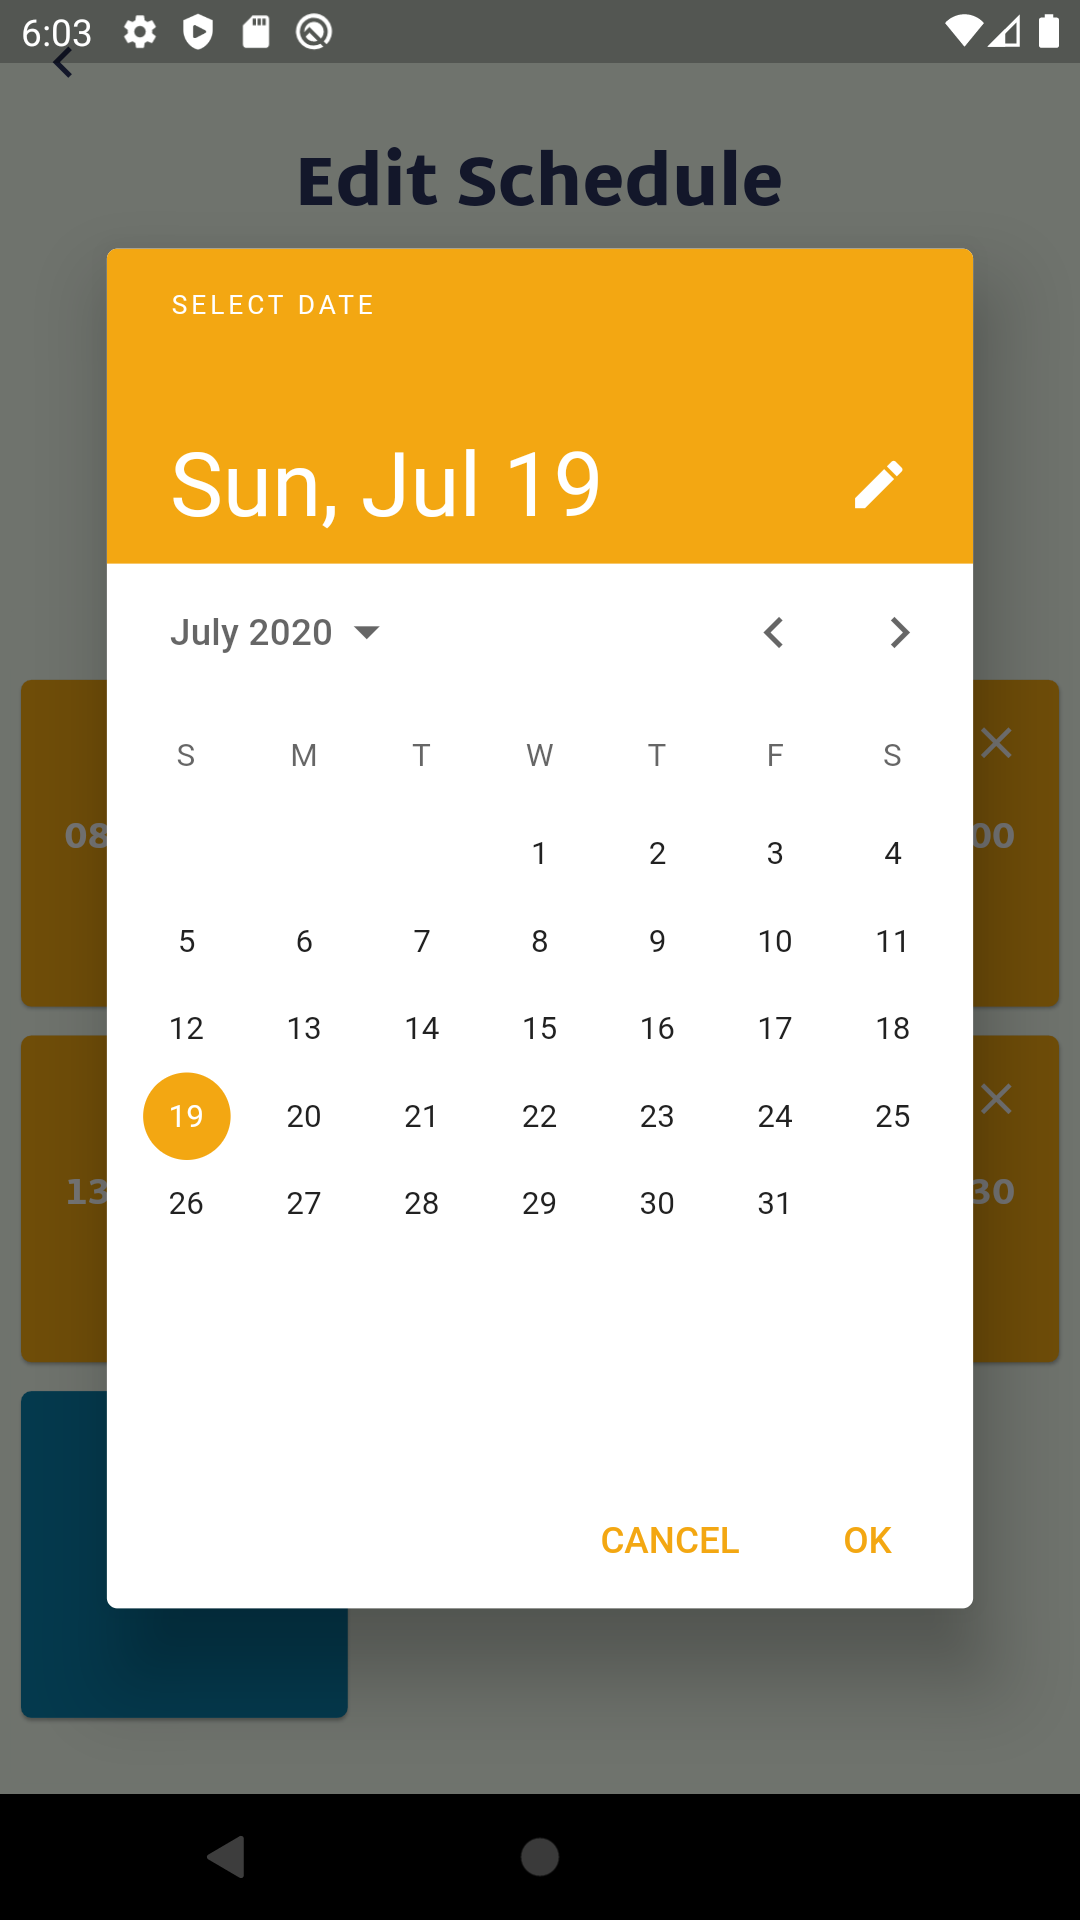 6:03
Edit Schedule
SELECT DATE
Sun, Jul 19
July 2020
S M T W T F S
1 2 3 4
5 6 7 8 9 10 11
12 13 14 15 16 17 18
19 20 21 22 23 24 25
26 27 28 29 30 31
08
00
13
30
CANCEL OK